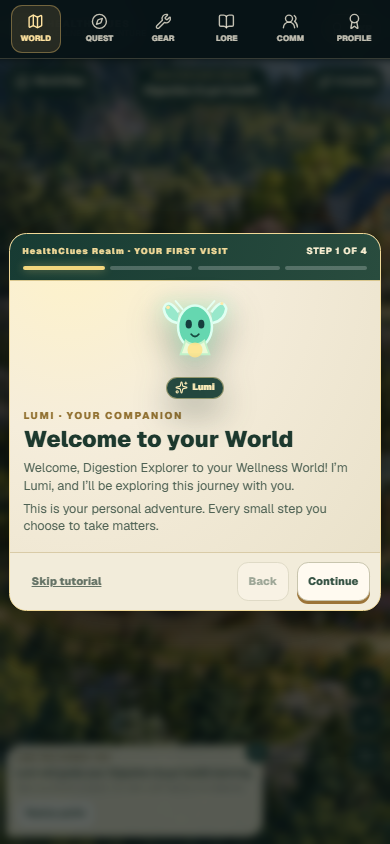 WORLD
QUEST
GEAR
LORE
COMM
PROFILE
HealthClues Realm · YOUR FIRST VISIT
STEP 1 OF 4
Lumi
LUMI · YOUR COMPANION
Welcome to your World
Welcome, Digestion Explorer to your Wellness World! I'm
Lumi, and I'll be exploring this journey with you.
This is your personal adventure. Every small step you
choose to take matters.
Skip tutorial
Back
Continue